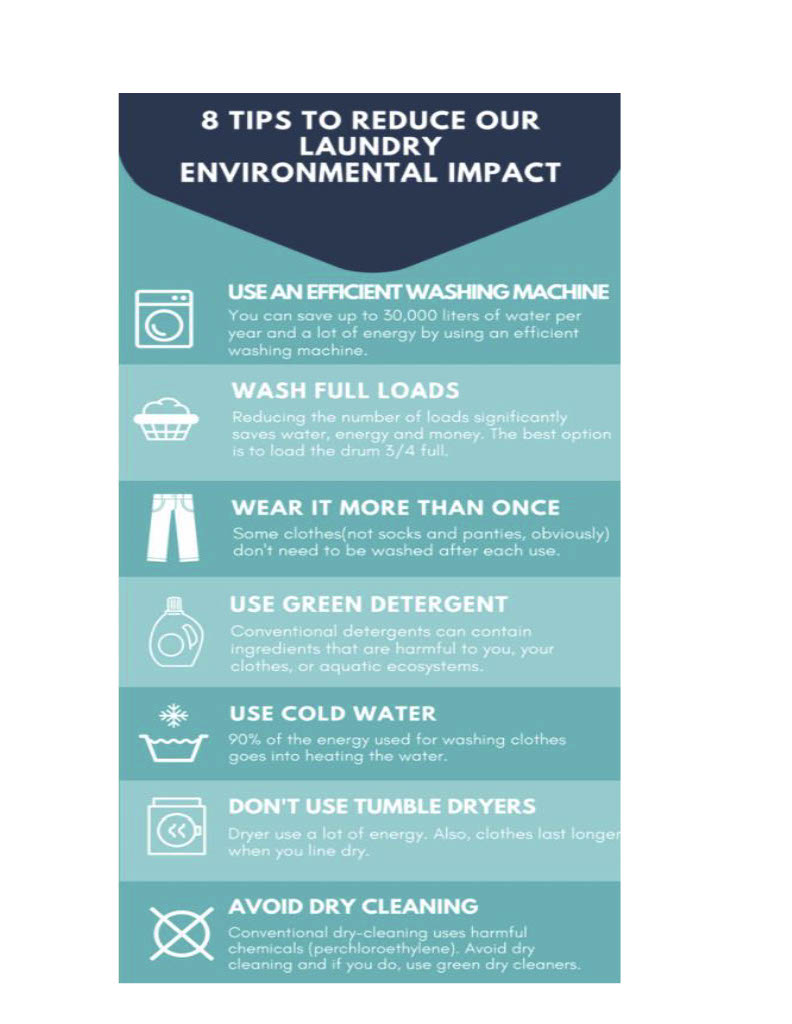 8 TIPS TO REDUCE OUR
LAUNDRY
ENVIRONMENTAL IMPACT
USE AN EFFICIENT WASHING MACHINE
You can save up to 30,000 liters of water per
year and a lot of energy by using an efficient
washing machine.
WASH FULL LOADS
Reducing the number of loads significantly
saves water, energy and money. The best option
is to load the drum 3/4 full.
WEAR IT MORE THAN ONCE
Some clothes(not socks and panties, obviously)
don't need to be washed after each use.
USE GREEN DETERGENT
Conventional detergents can contain
ingredients that are harmful to you, your
clothes, or aquatic ecosystems.
USE COLD WATER
90% of the energy used for washing clothes
goes into heating the water.
DON'T USE TUMBLE DRYERS
Dryer use a lot of energy. Also, clothes last longer
when you line dry.
AVOID DRY CLEANING
Conventional dry-cleaning uses harmful
chemicals (perchloroethylene). Avoid dry
cleaning and if you do, use green dry cleaners.